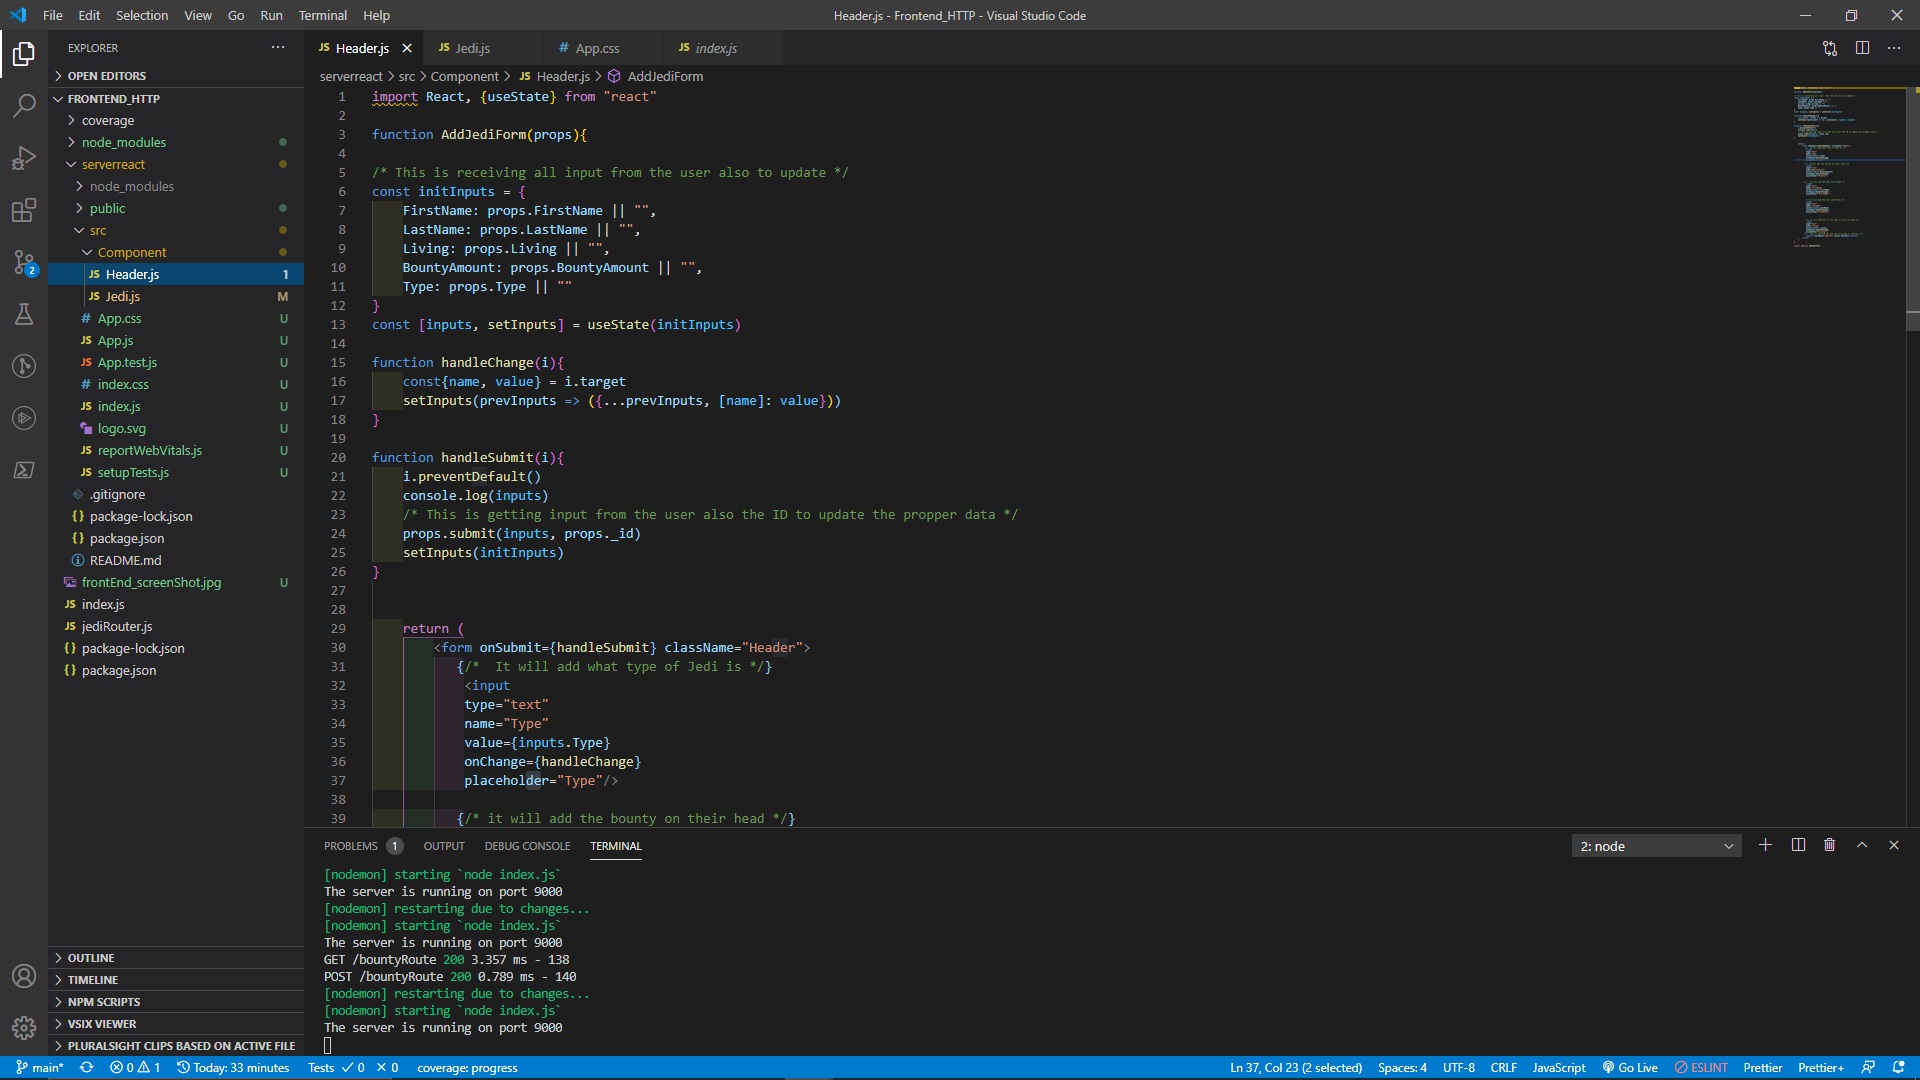 File Edit Selection View Go Run Terminal Help
Header.js - Frontend_HTTP - Visual Studio Code
EXPLORER
OPEN EDITORS
FRONTEND_HTTP
coverage
node_modules
serverreact
node_modules
public
src
Component
JS Header.js 1
JS Jedi.js M
# App.css U
JS App.js U
JS App.test.js U
# index.css U
JS index.js U
logo.svg U
JS reportWebVitals.js U
JS setupTests.js U
.gitignore
{} package-lock.json
{} package.json
README.md
frontEnd_screenShot.jpg U
JS index.js
JS jediRouter.js
{} package-lock.json
{} package.json
OUTLINE
TIMELINE
NPM SCRIPTS
VSIX VIEWER
PLURALSIGHT CLIPS BASED ON ACTIVE FILE
2
JS Header.js JS Jedi.js # App.css JS index.js
serverreact > src > Component > JS Header.js > AddJediForm
1 import React, {useState} from "react"
2
3 function AddJediForm(props){
4
5 /* This is receiving all input from the user also to update */
6 const initInputs = {
7 FirstName: props.FirstName || "",
8 LastName: props.LastName || "",
9 Living: props.Living || "",
10 BountyAmount: props.BountyAmount || "",
11 Type: props.Type || ""
12 }
13 const [inputs, setInputs] = useState(initInputs)
14
15 function handleChange(i){
16 const{name, value} = i.target
17 setInputs(prevInputs => ({...prevInputs, [name]: value}))
18 }
19
20 function handleSubmit(i){
21 i.preventDefault()
22 console.log(inputs)
23 /* This is getting input from the user also the ID to update the propper data */
24 props.submit(inputs, props._id)
25 setInputs(initInputs)
26 }
27
28
29 return (
30 <form onSubmit={handleSubmit} className="Header">
31 {/*  It will add what type of Jedi is */}
32 <input
33 type="text"
34 name="Type"
35 value={inputs.Type}
36 onChange={handleChange}
37 placeholder="Type"/>
38
39 {/* it will add the bounty on their head */}
PROBLEMS 1 OUTPUT DEBUG CONSOLE TERMINAL 2: node
[nodemon] starting `node index.js`
The server is running on port 9000
[nodemon] restarting due to changes...
[nodemon] starting `node index.js`
The server is running on port 9000
GET /bountyRoute 200 3.357 ms - 138
POST /bountyRoute 200 0.789 ms - 140
[nodemon] restarting due to changes...
[nodemon] starting `node index.js`
The server is running on port 9000
main* 0 1 Today: 33 minutes Tests 0 0 coverage: progress Ln 37, Col 23 (2 selected) Spaces: 4 UTF-8 CRLF JavaScript Go Live ESLINT Prettier Prettier+